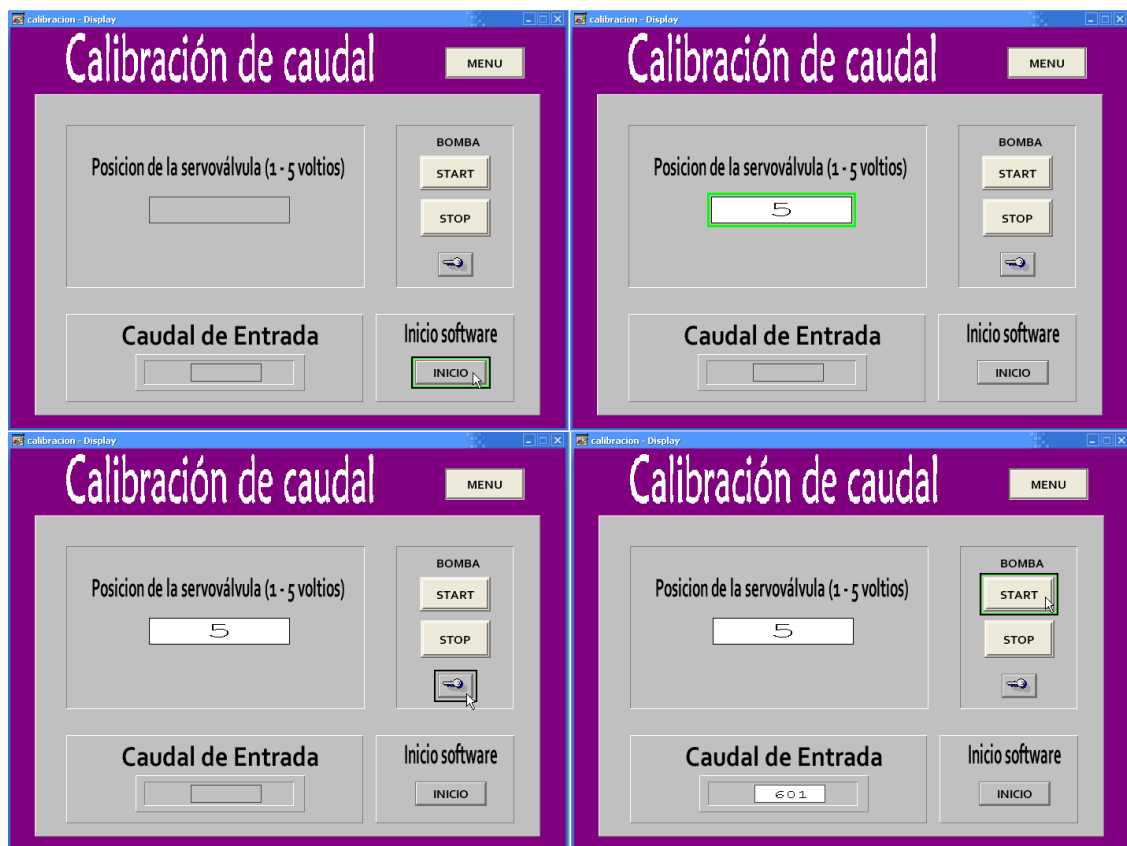 calibracion - Display
Calibración de caudal
MENU
Posicion de la servoválvula (1 - 5 voltios)
BOMBA
START
STOP
Caudal de Entrada
Inicio software
INICIO
calibracion - Display
Calibración de caudal
MENU
Posicion de la servoválvula (1 - 5 voltios)
5
BOMBA
START
STOP
Caudal de Entrada
Inicio software
INICIO
calibracion - Display
Calibración de caudal
MENU
Posicion de la servoválvula (1 - 5 voltios)
5
BOMBA
START
STOP
Caudal de Entrada
Inicio software
INICIO
calibracion - Display
Calibración de caudal
MENU
Posicion de la servoválvula (1 - 5 voltios)
5
BOMBA
START
STOP
Caudal de Entrada
601
Inicio software
INICIO